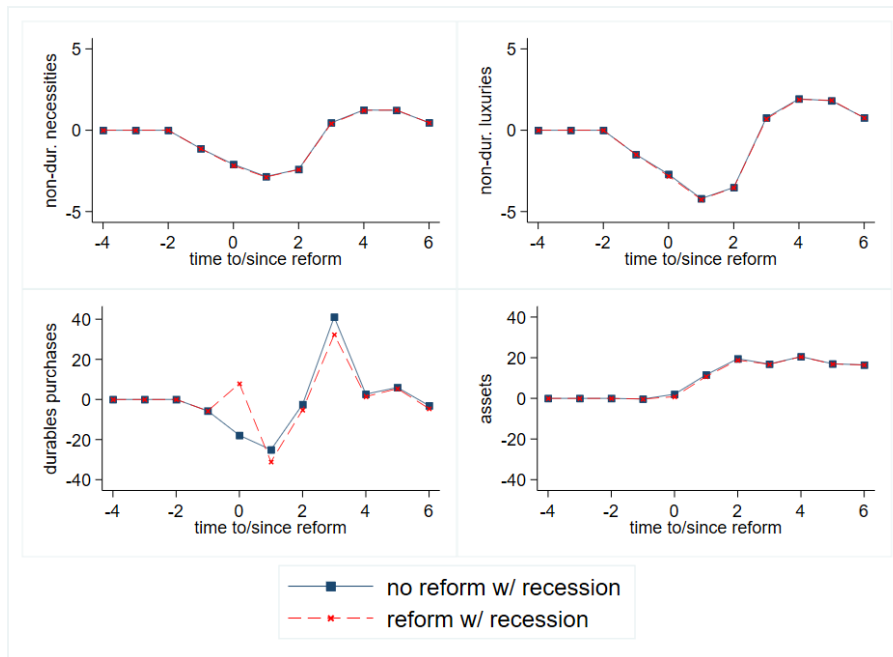 non-dur. necessities
5
0
-5
-4 -2 0 2 4 6
time to/since reform
non-dur. luxuries
5
0
-5
-4 -2 0 2 4 6
time to/since reform
durables purchases
40
20
0
-20
-40
-4 -2 0 2 4 6
time to/since reform
assets
40
20
0
-20
-40
-4 -2 0 2 4 6
time to/since reform
no reform w/ recession
reform w/ recession